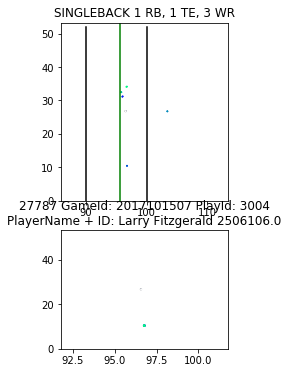 SINGLEBACK 1 RB, 1 TE, 3 WR
50
40
30
20
10
0
90 100 110
27787 GameId: 2017101507 PlayId: 3004
PlayerName + ID: Larry Fitzgerald 2506106.0
40
20
0
92.5 95.0 97.5 100.0